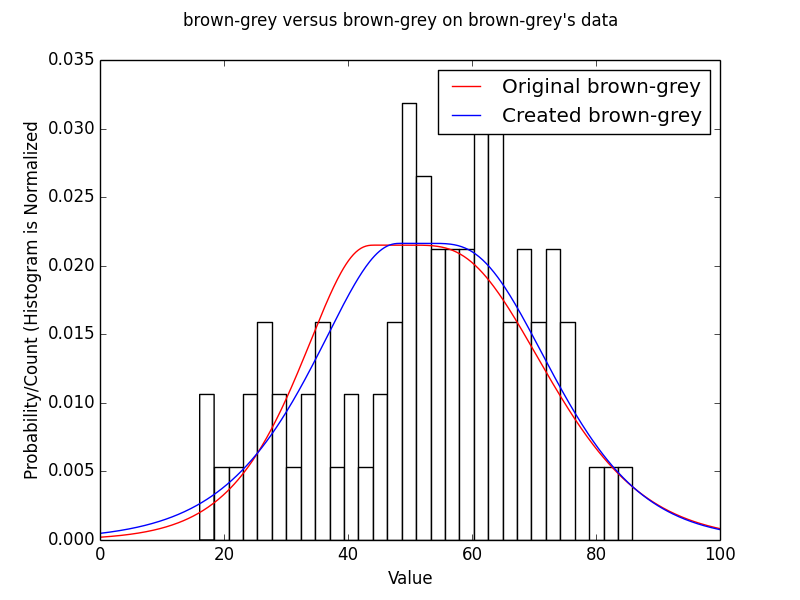 brown-grey versus brown-grey on brown-grey's data
0.035
0.030
0.025
0.020
0.015
0.010
0.005
0.000
Probability/Count (Histogram is Normalized
Original brown-grey
Created brown-grey
0 20 40 60 80 100
Value